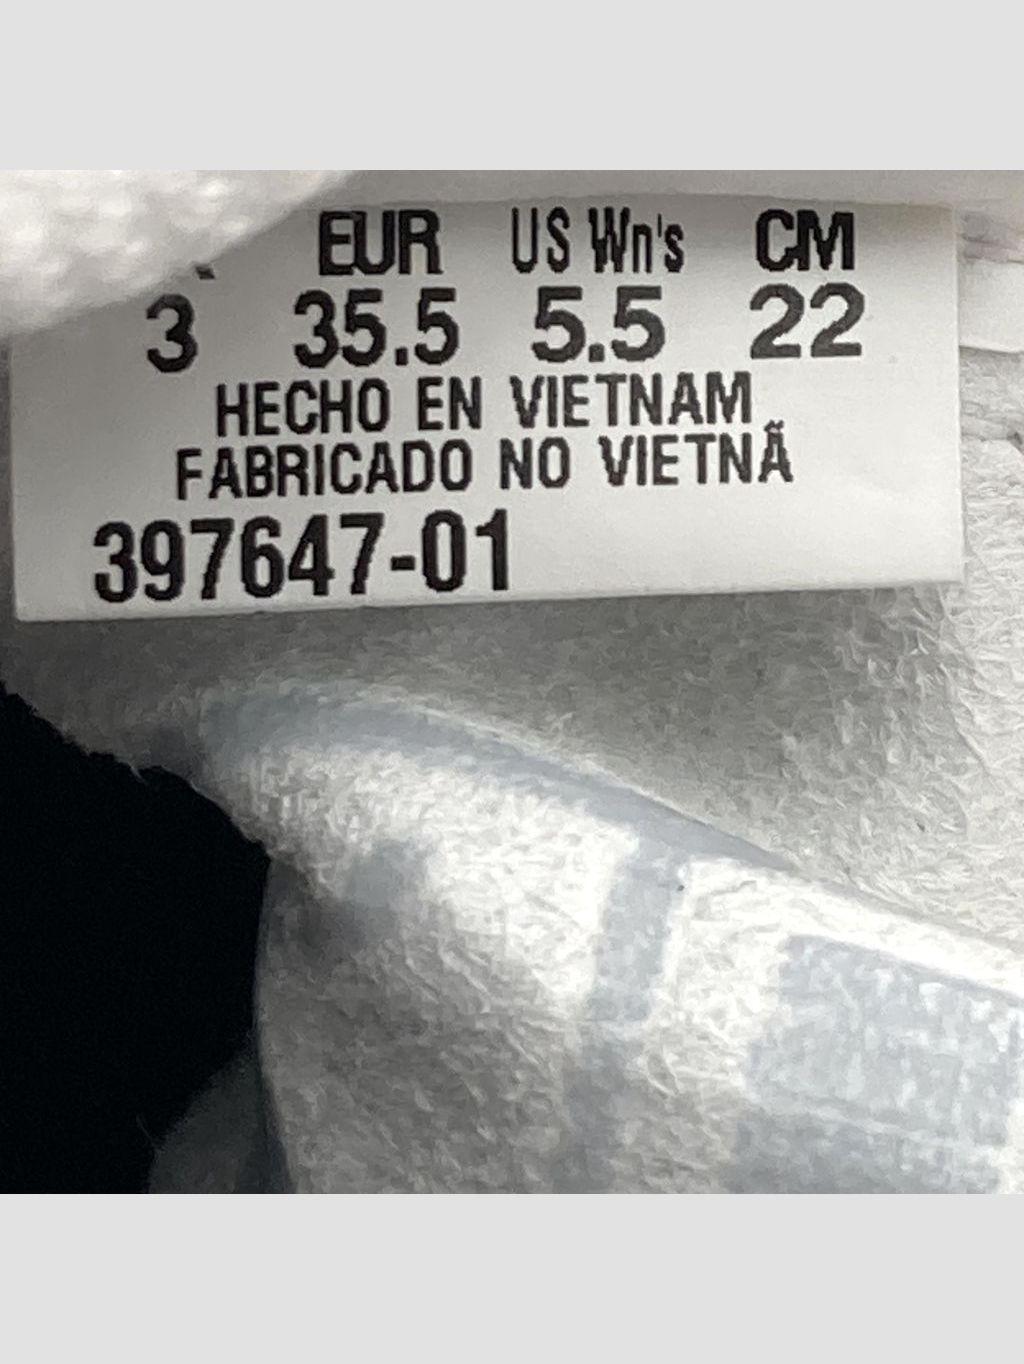 EUR US Wn's CM
3 35.5 5.5 22
HECHO EN VIETNAM
FABRICADO NO VIETNÃ
397647-01